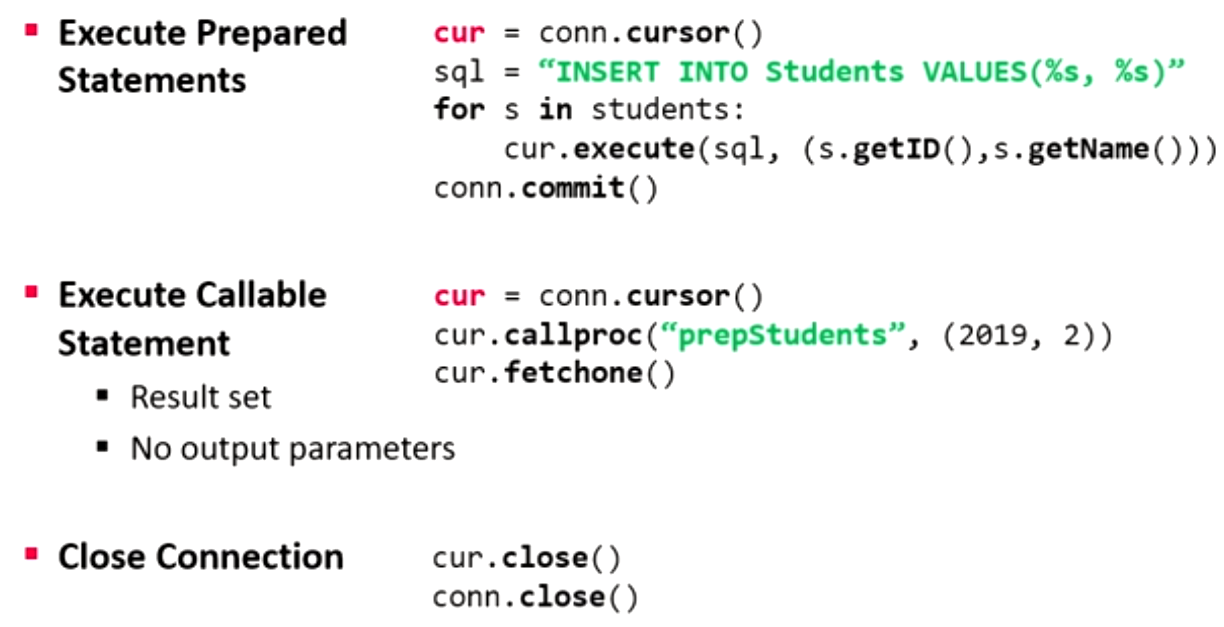 ▪ Execute Prepared
Statements
cur = conn.cursor()
sql = “INSERT INTO Students VALUES(%s, %s)”
for s in students:
    cur.execute(sql, (s.getID(),s.getName()))
conn.commit()
▪ Execute Callable
Statement
▪ Result set
▪ No output parameters
cur = conn.cursor()
cur.callproc(“prepStudents”, (2019, 2))
cur.fetchone()
▪ Close Connection
cur.close()
conn.close()